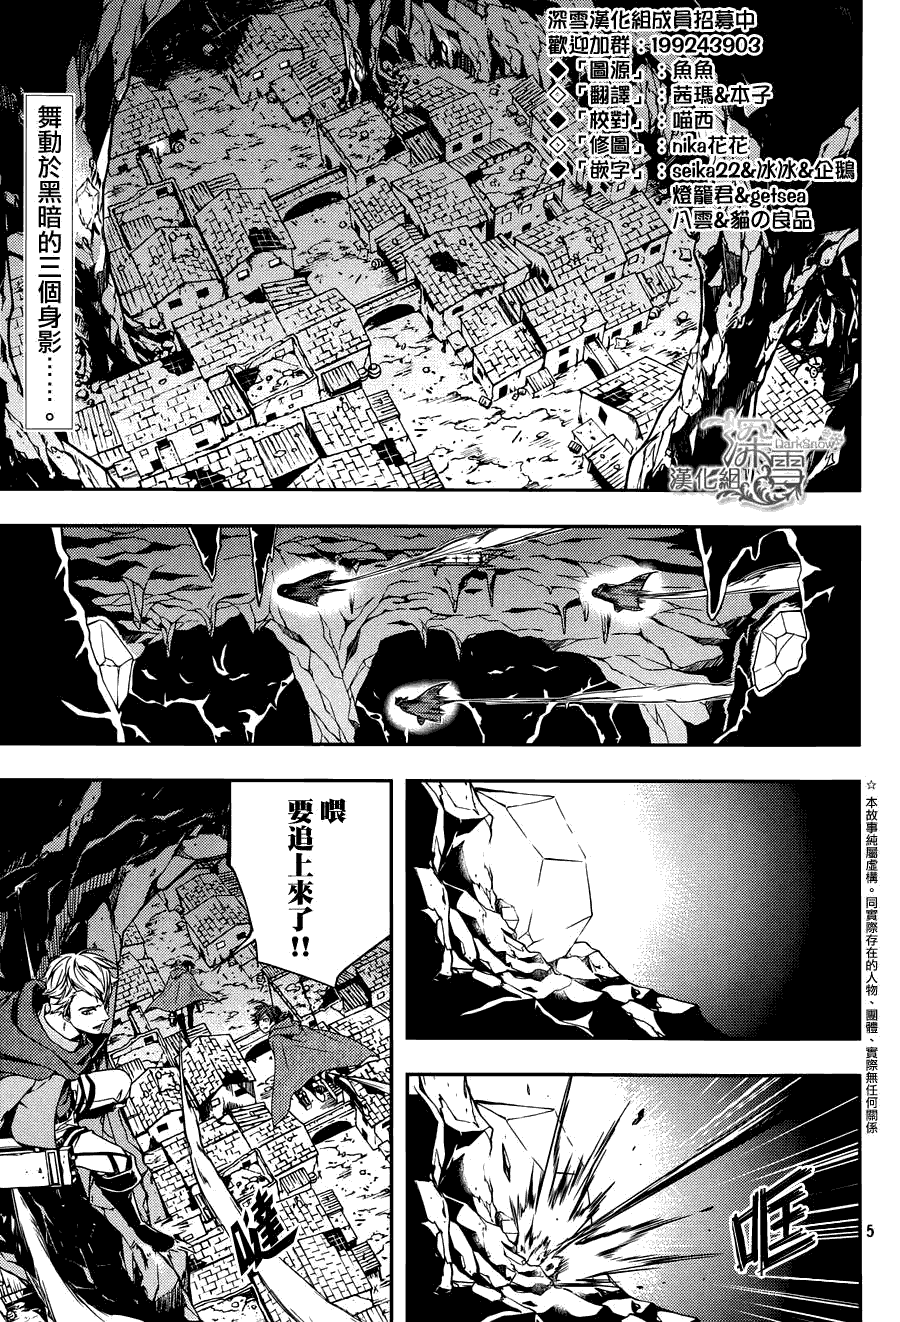 深雪漢化組成員招募中
歡迎加群：199243903
◆「圖源」：魚魚
◇「翻譯」：茜瑪&本子
◆「校對」：喵西
◇「修圖」：nika花花
◆「嵌字」：seika22&冰冰&企鵝
燈籠君&getsea
八雲&貓の良品
舞動於黑暗的三個身影……。
深雪
DarkSnow
漢化組
喂
要追上來了!!
噠
哐
☆本故事純屬虛構。同實際存在的人物、團體、實際無任何關係
5